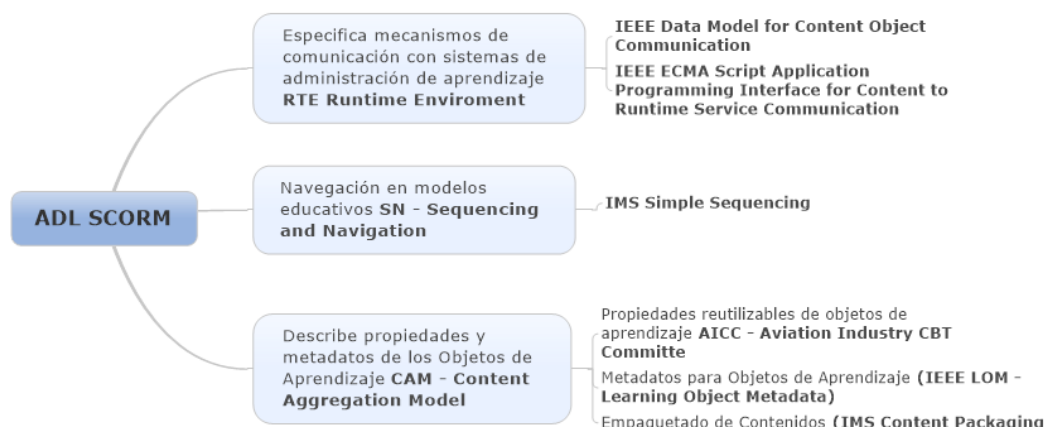 ADL SCORM
Especifica mecanismos de
comunicación con sistemas de
administración de aprendizaje
RTE Runtime Enviroment
IEEE Data Model for Content Object
Communication
IEEE ECMA Script Application
Programming Interface for Content to
Runtime Service Communication
Navegación en modelos
educativos SN - Sequencing
and Navigation
IMS Simple Sequencing
Describe propiedades y
metadatos de los Objetos de
Aprendizaje CAM - Content
Aggregation Model
Propiedades reutilizables de objetos de
aprendizaje AICC - Aviation Industry CBT
Committe
Metadatos para Objetos de Aprendizaje (IEEE LOM -
Learning Object Metadata)
Empaquetado de Contenidos (IMS Content Packaging